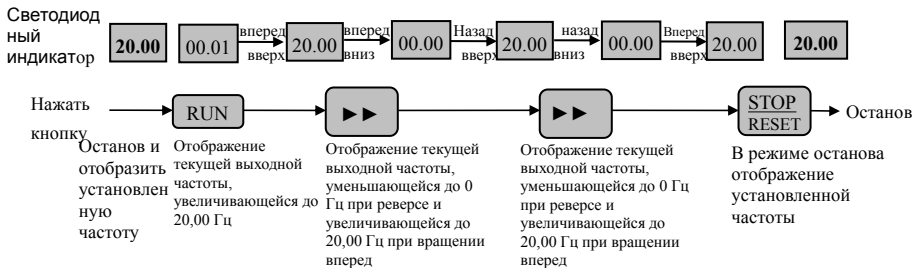 Светодиод
ный
индикатор
20.00
00.01
вперед
вверх
20.00
вперед
вниз
00.00
Назад
вверх
20.00
назад
вниз
00.00
Вперед
вверх
20.00
20.00
Нажать
кнопку
RUN
►►
►►
STOP
RESET
Останов
Останов и
отобразить
установлен
ную
частоту
Отображение
текущей выходной
частоты,
увеличивающейся до
20,00 Гц
Отображение текущей
выходной частоты,
уменьшающейся до 0
Гц при реверсе и
увеличивающейся до
20,00 Гц при вращении
вперед
Отображение текущей
выходной частоты,
уменьшающейся до 0 Гц
при реверсе и
увеличивающейся до
20,00 Гц при вращении
вперед
В режиме останова
отображение
установленной
частоты